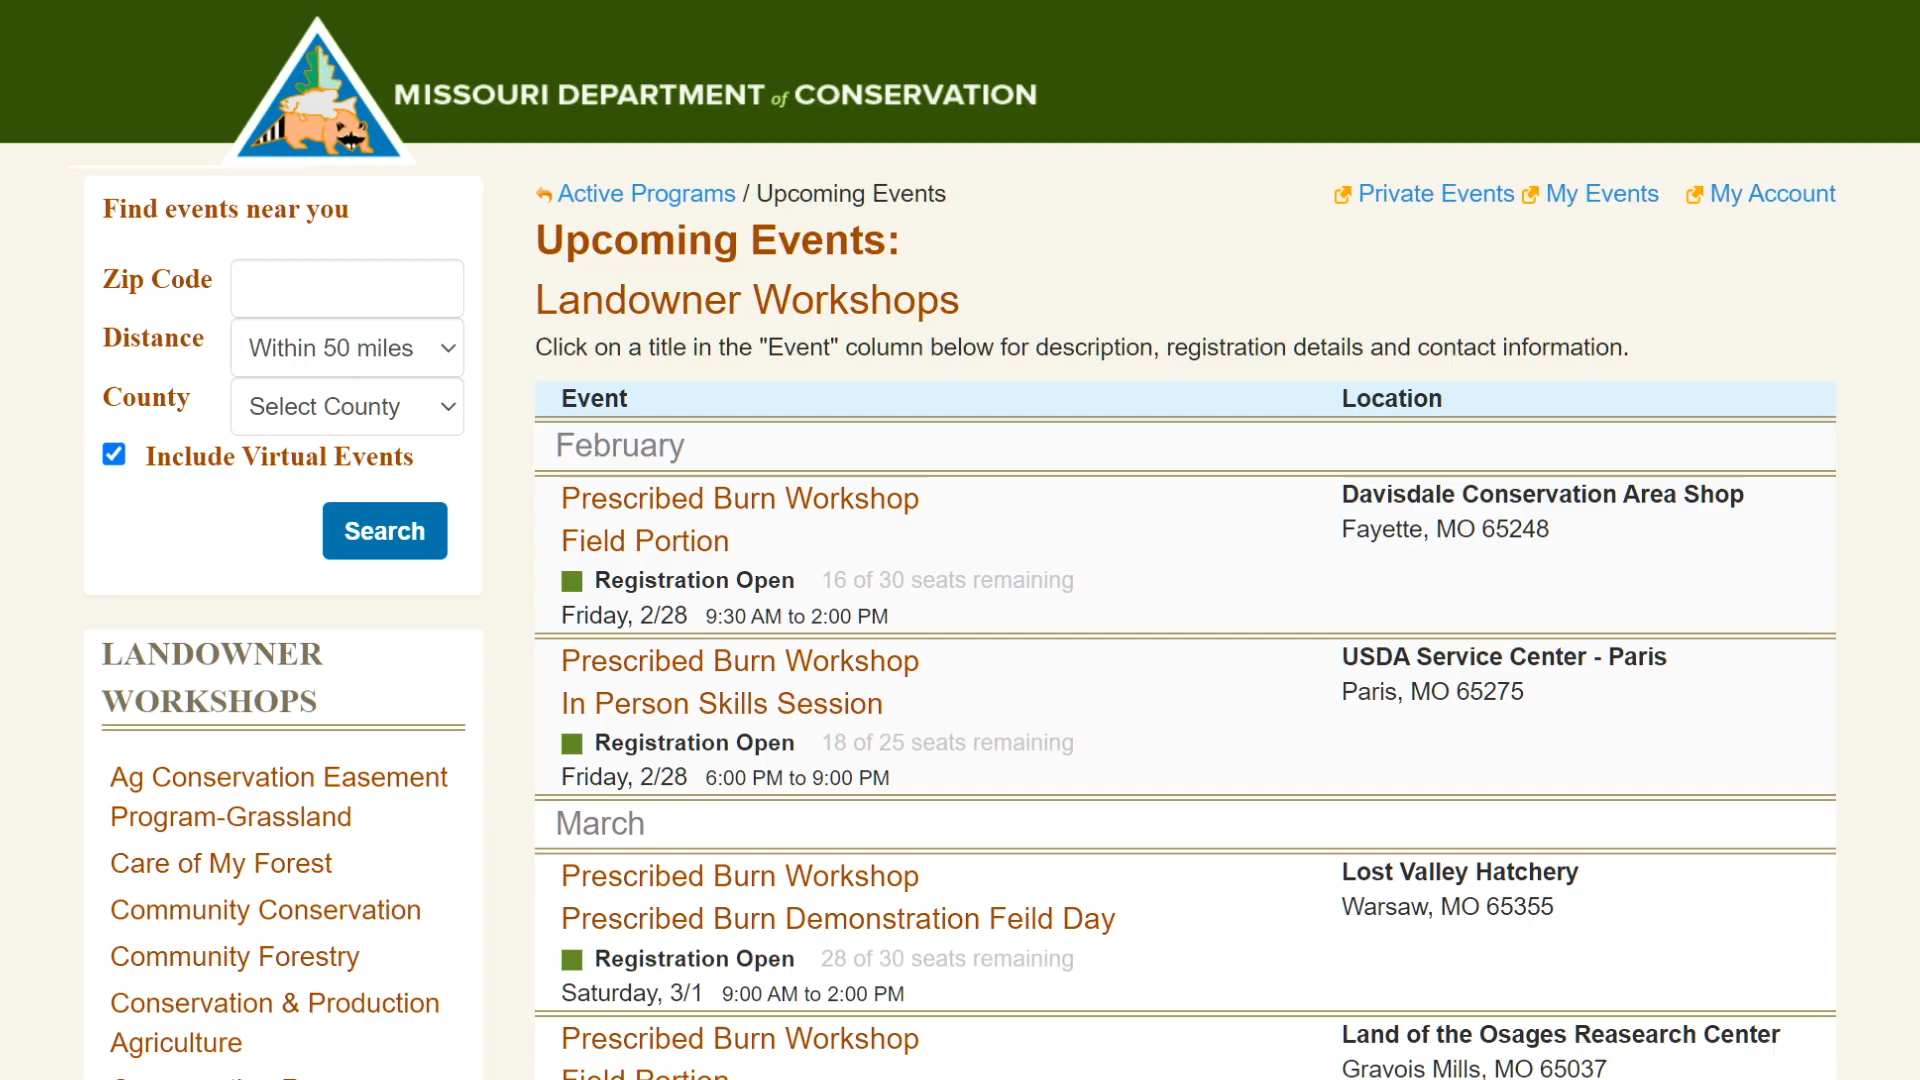 MISSOURI DEPARTMENT of CONSERVATION
Find events near you
Zip Code
Distance
Within 50 miles
County
Select County
Include Virtual Events
Search
LANDOWNER
WORKSHOPS
Ag Conservation Easement
Program-Grassland
Care of My Forest
Community Conservation
Community Forestry
Conservation & Production
Agriculture
Active Programs / Upcoming Events
Private Events My Events My Account
Upcoming Events:
Landowner Workshops
Click on a title in the "Event" column below for description, registration details and contact information.
Event Location
February
Prescribed Burn Workshop
Field Portion
Registration Open 16 of 30 seats remaining
Friday, 2/28 9:30 AM to 2:00 PM
Davisdale Conservation Area Shop
Fayette, MO 65248
Prescribed Burn Workshop
In Person Skills Session
Registration Open 18 of 25 seats remaining
Friday, 2/28 6:00 PM to 9:00 PM
USDA Service Center - Paris
Paris, MO 65275
March
Prescribed Burn Workshop
Prescribed Burn Demonstration Feild Day
Registration Open 28 of 30 seats remaining
Saturday, 3/1 9:00 AM to 2:00 PM
Lost Valley Hatchery
Warsaw, MO 65355
Prescribed Burn Workshop
Field Portion
Land of the Osages Reasearch Center
Gravois Mills, MO 65037